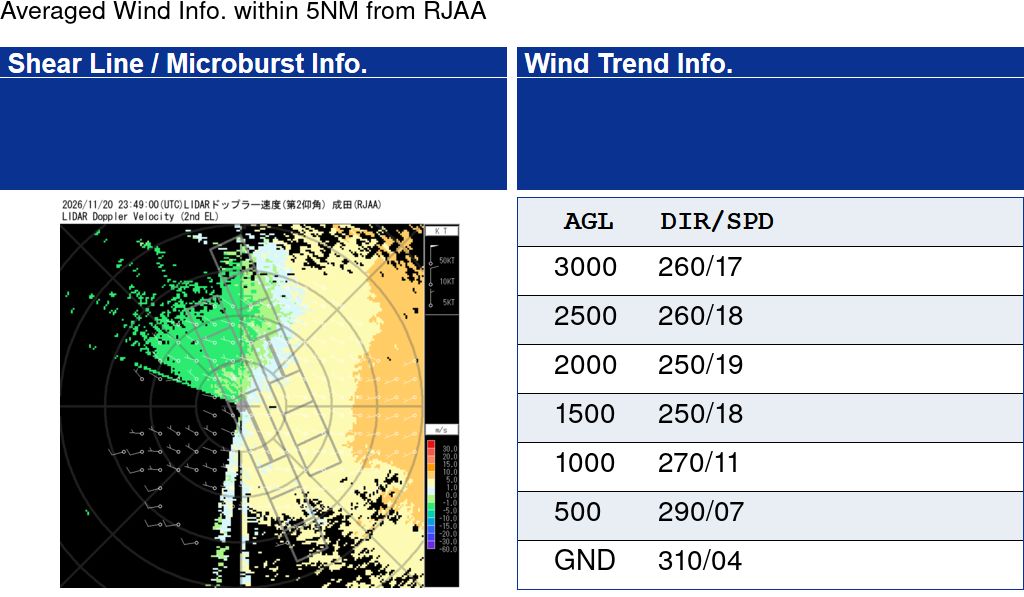 Averaged Wind Info. within 5NM from RJAA
Shear Line / Microburst Info.
Wind Trend Info.
2026/11/20 23:49:00(UTC)LIDARドップラー速度(第2仰角) 成田(RJAA)
LIDAR Doppler Velocity (2nd EL)
K T
50KT
10KT
5KT
m/s
30.0
20.0
15.0
10.0
5.0
1.0
0.0
-1.0
-5.0
-10.0
-15.0
-20.0
-30.0
-60.0
AGL DIR/SPD
3000 260/17
2500 260/18
2000 250/19
1500 250/18
1000 270/11
500 290/07
GND 310/04